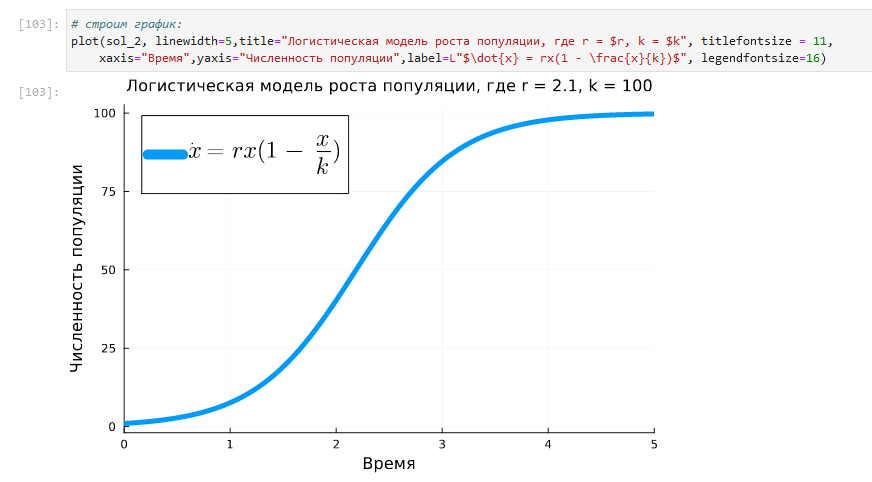 [103]: # строим график:
plot(sol_2, linewidth=5,title="Логистическая модель роста популяции, где r = $r, k = $k", titlefontsize = 11,
xaxis="Время",yaxis="Численность популяции",label=L"$\dot{x} = rx(1 - \frac{x}{k})$", legendfontsize=16)
[103]:
Логистическая модель роста популяции, где r = 2.1, k = 100
ẋ = rx(1 − x/k)
Численность популяции
100
75
50
25
0
0 1 2 3 4 5
Время